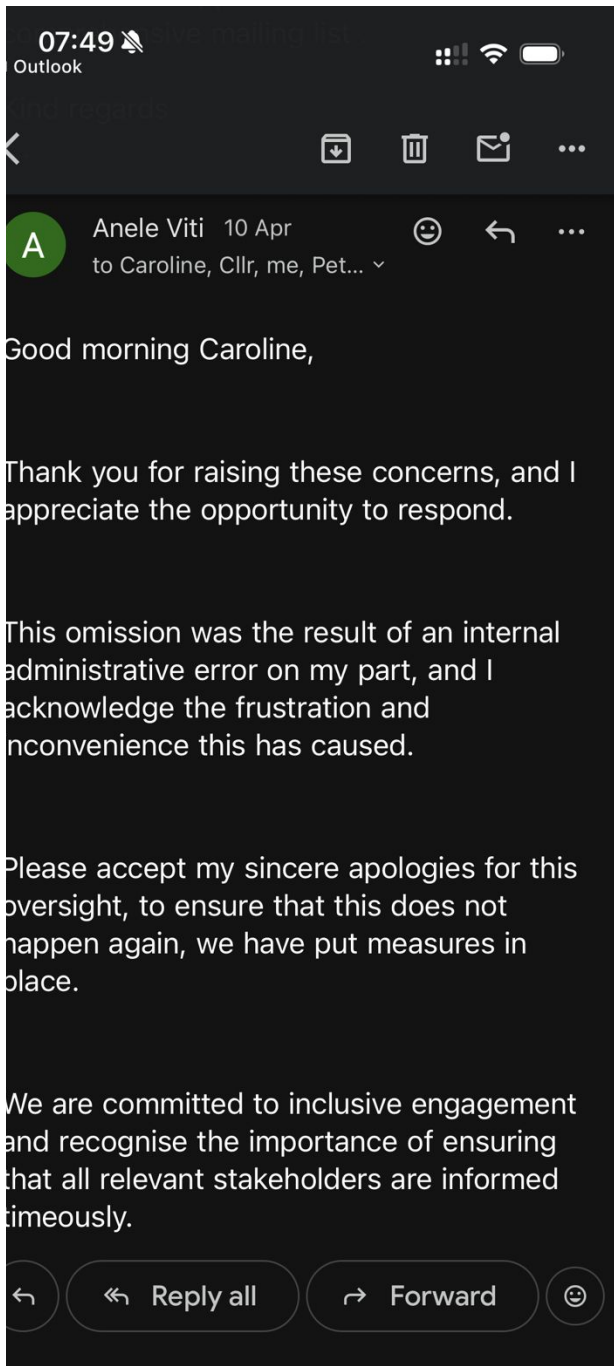 07:49
Outlook
mailing list
Kind regards
A
Anele Viti 10 Apr
to Caroline, Cllr, me, Pet...
Good morning Caroline,
Thank you for raising these concerns, and I
appreciate the opportunity to respond.
This omission was the result of an internal
administrative error on my part, and I
acknowledge the frustration and
inconvenience this has caused.
Please accept my sincere apologies for this
oversight, to ensure that this does not
happen again, we have put measures in
place.
We are committed to inclusive engagement
and recognise the importance of ensuring
that all relevant stakeholders are informed
timeously.
Reply all
Forward